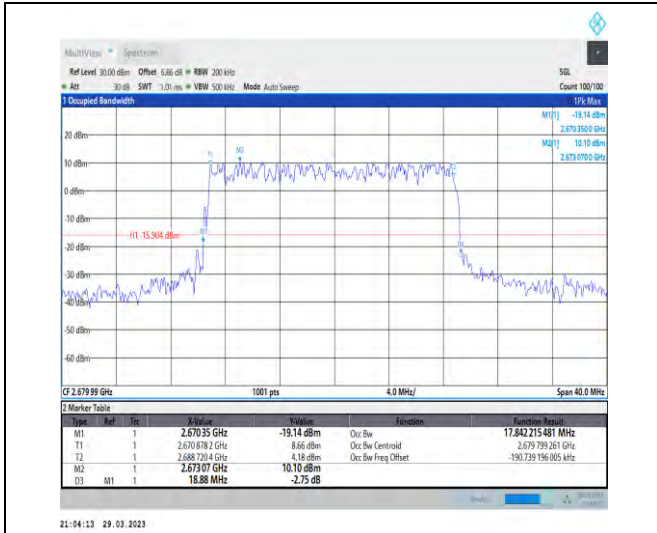 MultiView Spectrum
Ref Level 30.00 dBm Offset 6.86 dB RBW 200 kHz SGL
Att 30 dB SWT 1.01 ms VBW 500 kHz Mode Auto Sweep Count 100/100
1 Occupied Bandwidth 1Pk Max
M1[1] -19.14 dBm
2.670 350 0 GHz
M2[1] 10.10 dBm
2.673 070 0 GHz
20 dBm
M2
T1
10 dBm
T2
0 dBm
-10 dBm
H1 -15.904 dBm
M1
-20 dBm
-30 dBm
-40 dBm
-50 dBm
-60 dBm
CF 2.679 99 GHz 1001 pts 4.0 MHz/ Span 40.0 MHz
2 Marker Table
Type Ref Trc X-Value Y-Value Function Function Result
M1 1 2.670 35 GHz -19.14 dBm Occ Bw 17.842 215 481 MHz
T1 1 2.670 878 2 GHz 8.66 dBm Occ Bw Centroid 2.679 799 261 GHz
T2 1 2.688 720 4 GHz 4.18 dBm Occ Bw Freq Offset -190.739 196 005 kHz
M2 1 2.673 07 GHz 10.10 dBm
D3 M1 1 18.88 MHz -2.75 dB
21:04:13 29.03.2023